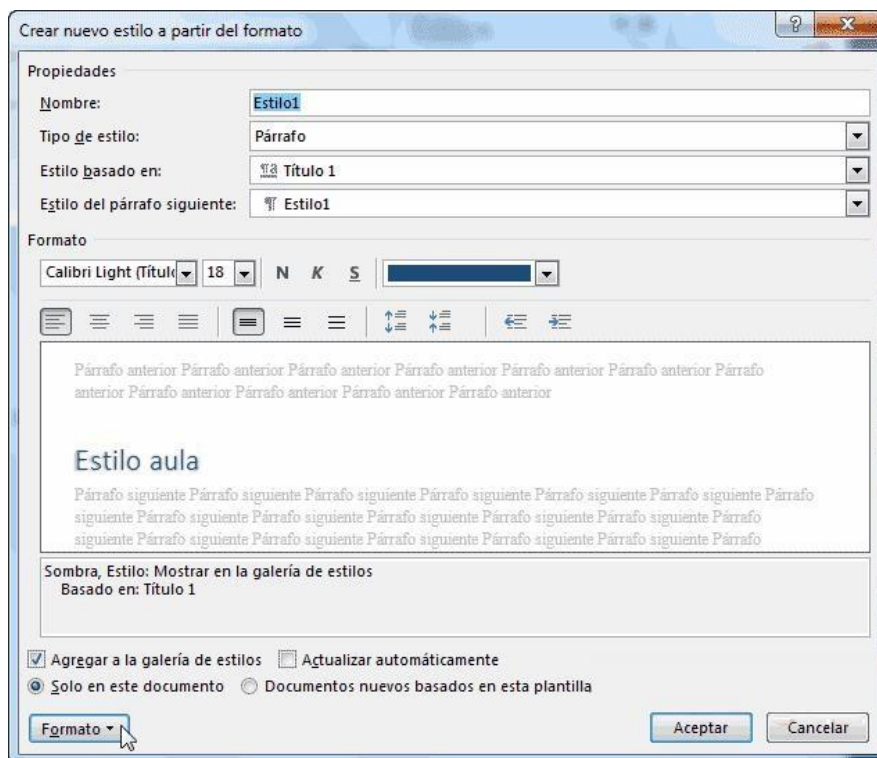 Crear nuevo estilo a partir del formato
Propiedades
Nombre: Estilo1
Tipo de estilo: Párrafo
Estilo basado en: Título 1
Estilo del párrafo siguiente: Estilo1
Formato
Calibri Light (Títul 18 N K S
Párrafo anterior Párrafo anterior Párrafo anterior Párrafo anterior Párrafo anterior Párrafo anterior Párrafo
anterior Párrafo anterior Párrafo anterior Párrafo anterior Párrafo anterior
Estilo aula
Párrafo siguiente Párrafo siguiente Párrafo siguiente Párrafo siguiente Párrafo siguiente Párrafo siguiente Párrafo
siguiente Párrafo siguiente Párrafo siguiente Párrafo siguiente Párrafo siguiente Párrafo
siguiente Párrafo siguiente Párrafo siguiente Párrafo siguiente Párrafo siguiente Párrafo
Sombra, Estilo: Mostrar en la galería de estilos
Basado en: Título 1
Agregar a la galería de estilos Actualizar automáticamente
Solo en este documento Documentos nuevos basados en esta plantilla
Formato Aceptar Cancelar